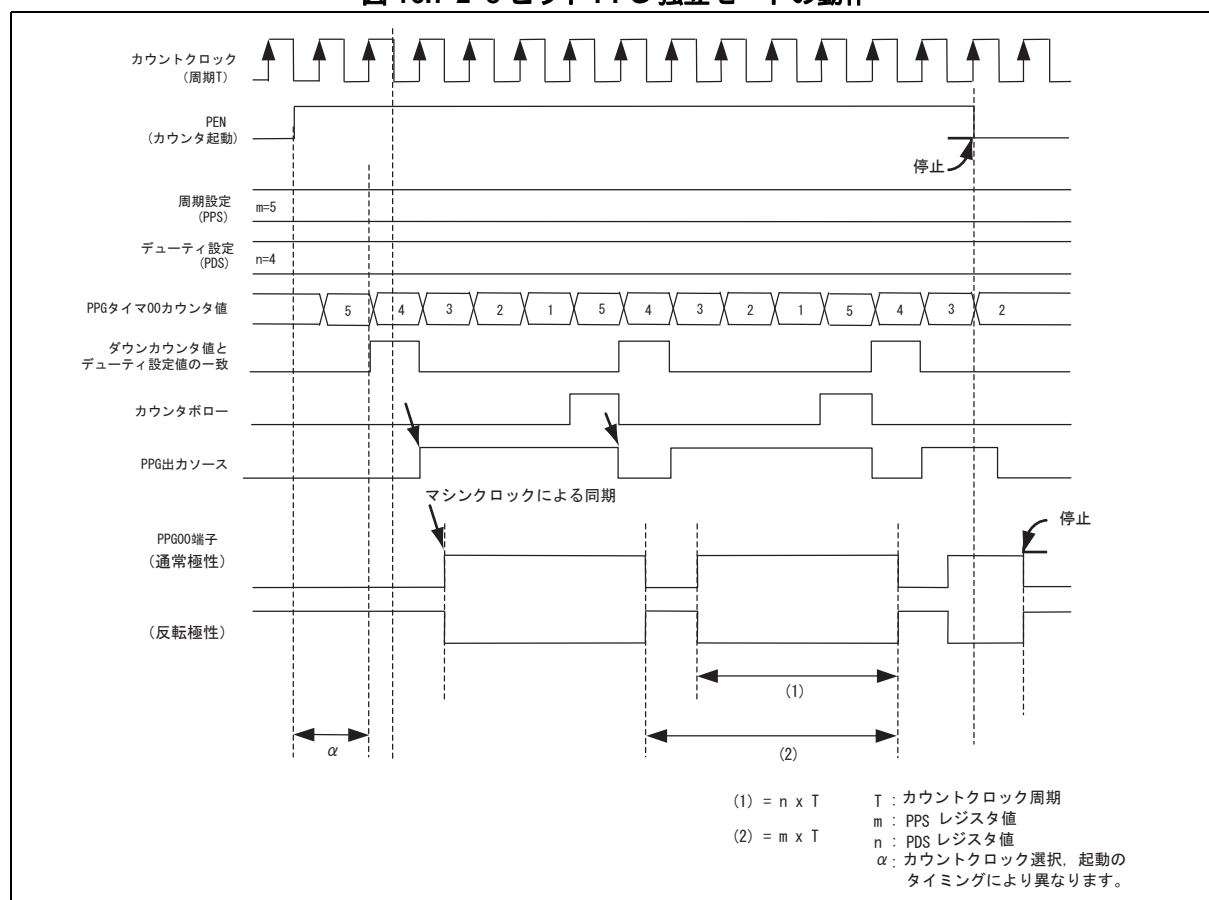 カウントクロック
(周期T)
PEN
(カウンタ起動)
停止
周期設定
(PPS)
m=5
デューティ設定
(PDS)
n=4
PPGタイマ00カウンタ値
5 4 3 2 1 5 4 3 2 1 5 4 3 2
ダウンカウンタ値と
デューティ設定値の一致
カウンタボロー
PPG出力ソース
マシンクロックによる同期
停止
PPG00端子
(通常極性)
(反転極性)
(1)
α
(2)
(1) = n x T
(2) = m x T
T : カウントクロック周期
m : PPS レジスタ値
n : PDS レジスタ値
α: カウントクロック選択, 起動の
タイミングにより異なります。